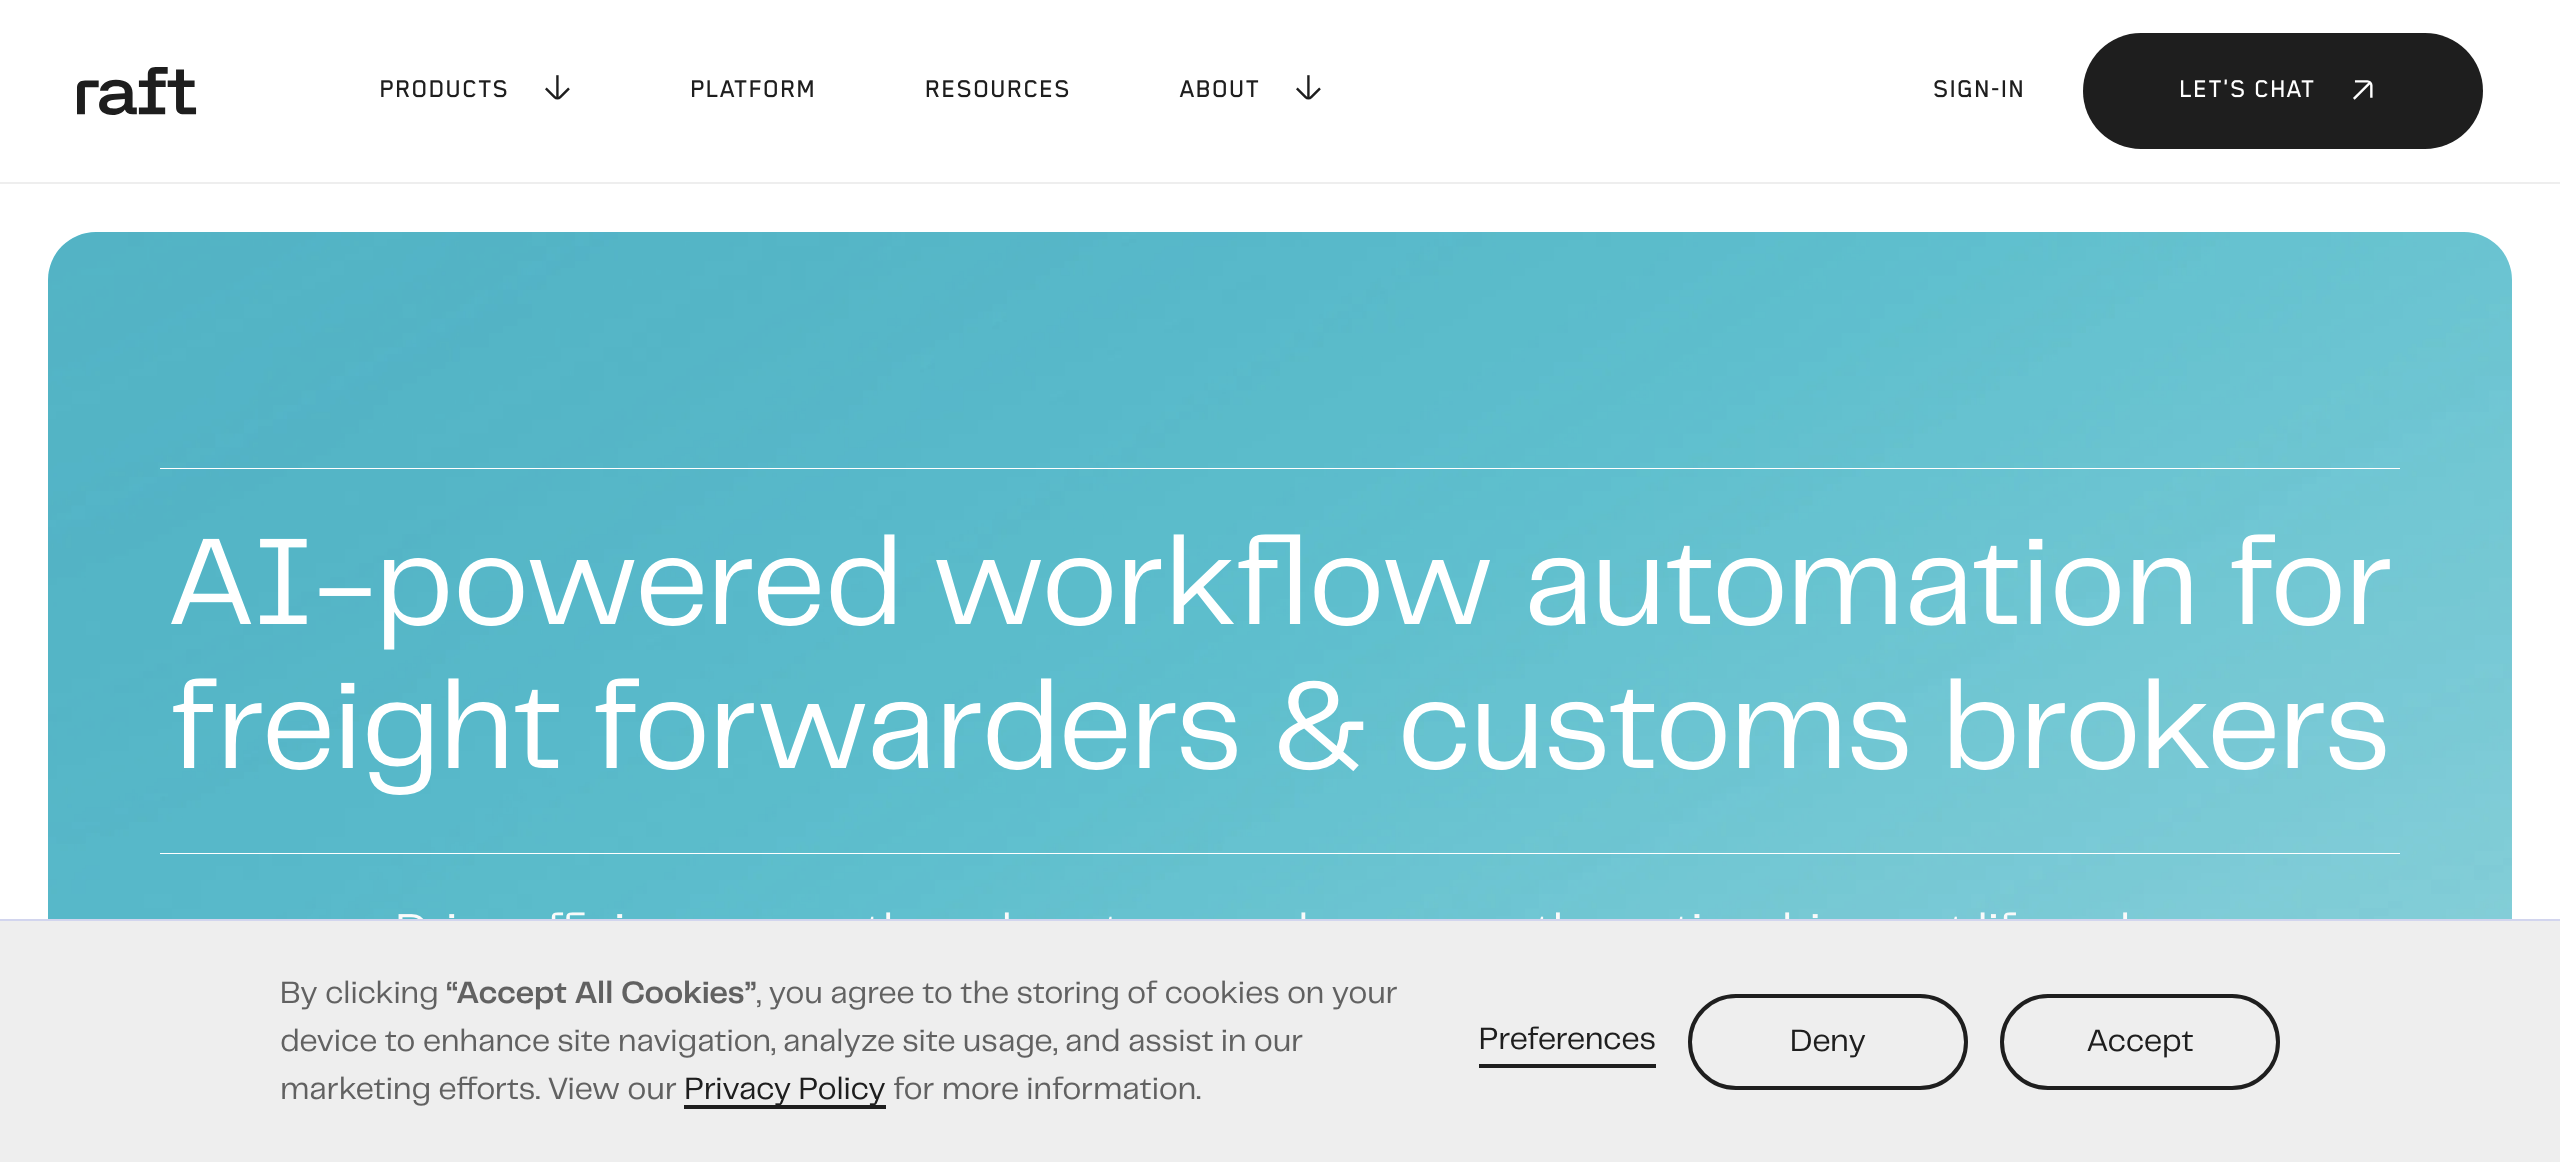 raft
PRODUCTS
PLATFORM
RESOURCES
ABOUT
SIGN-IN
LET'S CHAT
AI-powered workflow automation for
freight forwarders & customs brokers
By clicking “Accept All Cookies”, you agree to the storing of cookies on your
device to enhance site navigation, analyze site usage, and assist in our
marketing efforts. View our Privacy Policy for more information.
Preferences
Deny
Accept